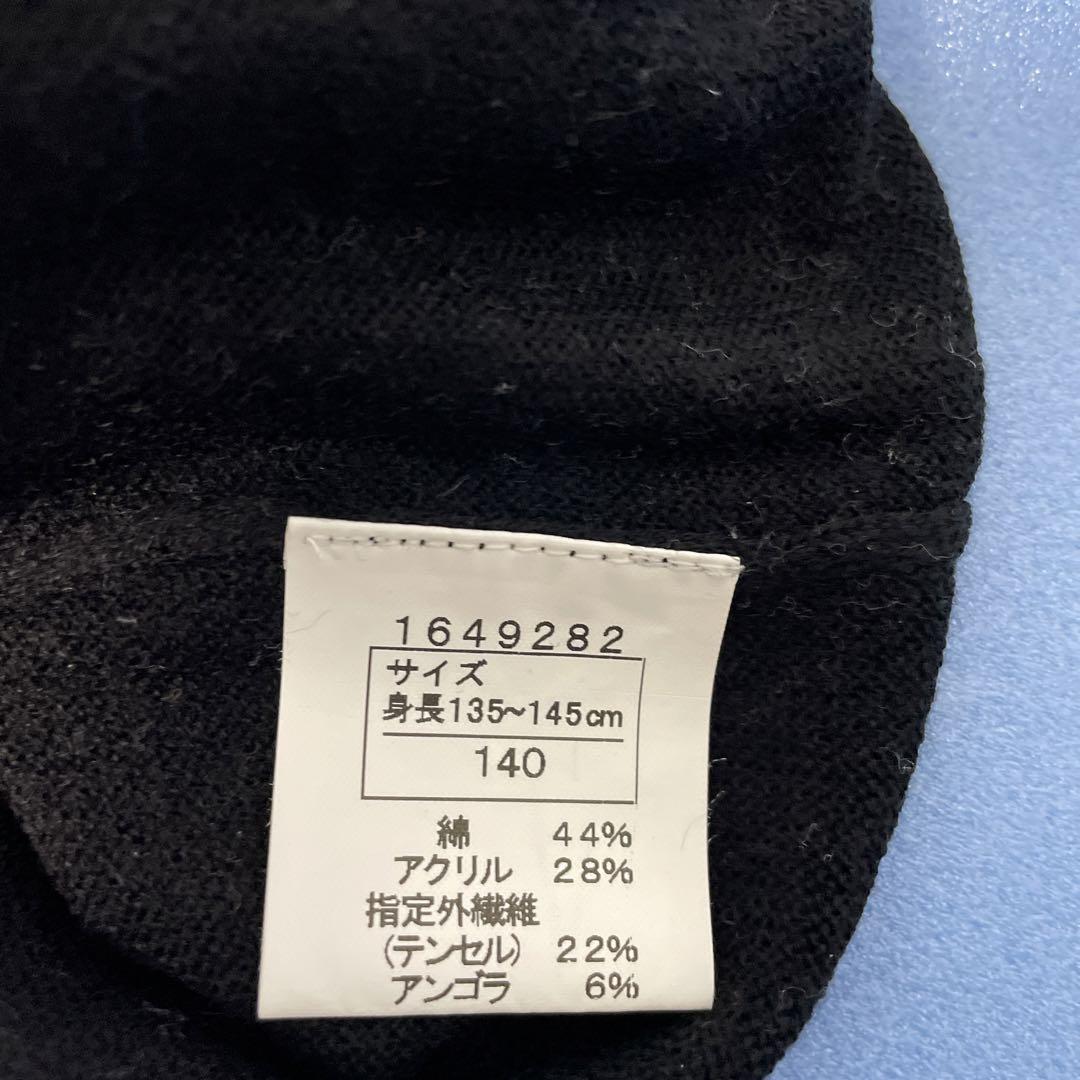 1649282
サイズ
身長135~145cm
140
綿 44%
アクリル 28%
指定外繊維
(テンセル) 22%
アンゴラ 6%